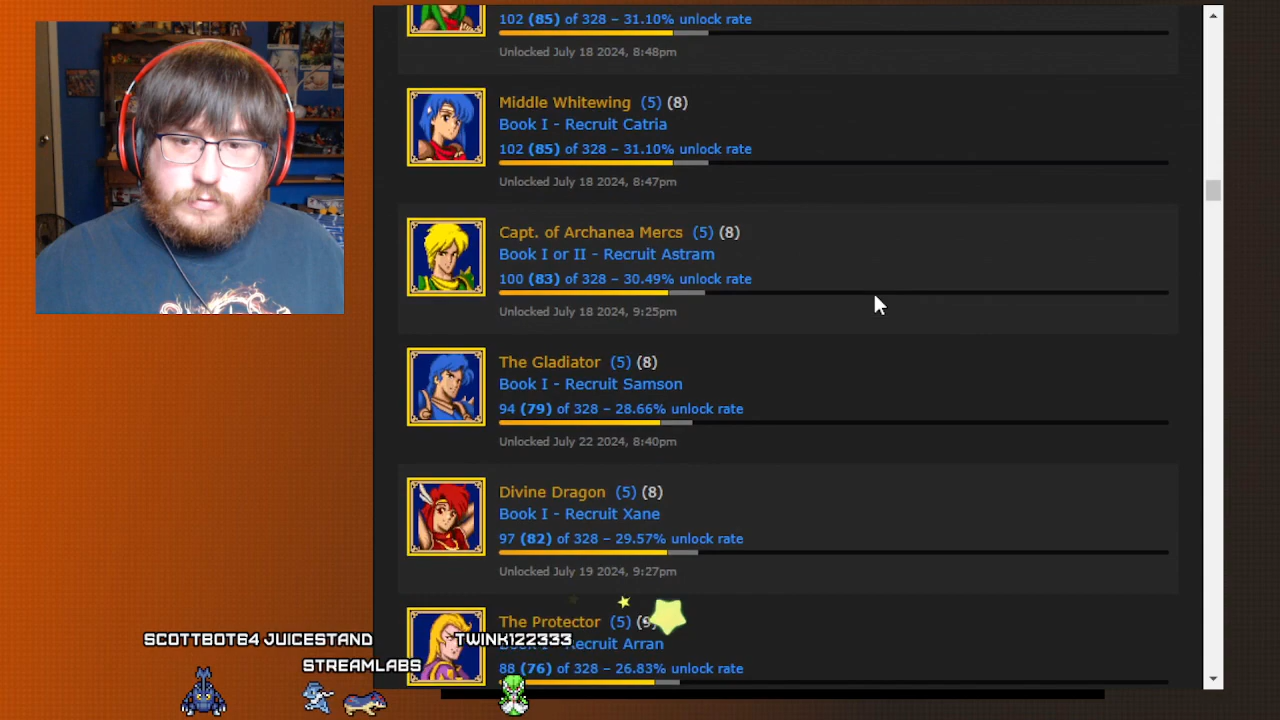 102 (85) of 328 – 31.10% unlock rate
Unlocked July 18 2024, 8:48pm
Middle Whitewing (5) (8)
Book I - Recruit Catria
102 (85) of 328 – 31.10% unlock rate
Unlocked July 18 2024, 8:47pm
Capt. of Archanea Mercs (5) (8)
Book I or II - Recruit Astram
100 (83) of 328 – 30.49% unlock rate
Unlocked July 18 2024, 9:25pm
The Gladiator (5) (8)
Book I - Recruit Samson
94 (79) of 328 – 28.66% unlock rate
Unlocked July 22 2024, 8:40pm
Divine Dragon (5) (8)
Book I - Recruit Xane
97 (82) of 328 – 29.57% unlock rate
Unlocked July 19 2024, 9:27pm
The Protector (5) (9)
Book I - Recruit Arran
88 (76) of 328 – 26.83% unlock rate
SCOTTBOT64 JUICESTAND TWINK122333
STREAMLABS